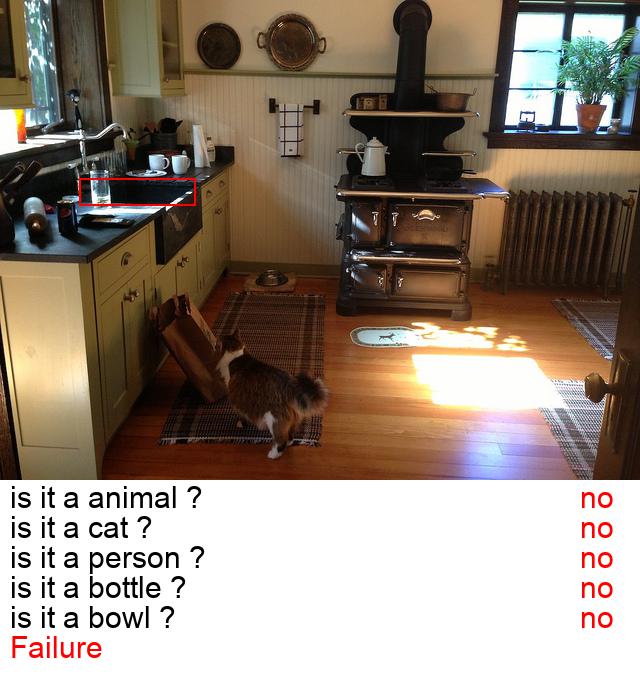 is it a animal ? no
is it a cat ? no
is it a person ? no
is it a bottle ? no
is it a bowl ? no
Failure